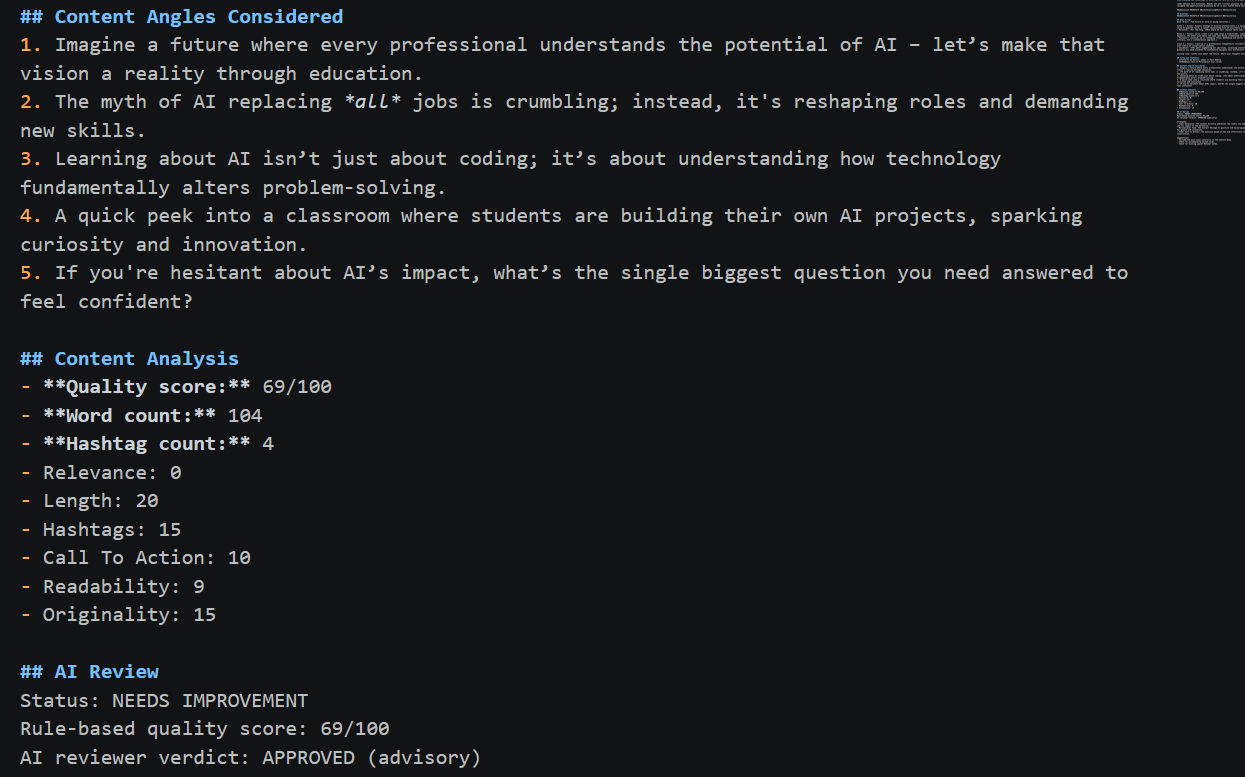 ## Content Angles Considered
1. Imagine a future where every professional understands the potential of AI – let’s make that
vision a reality through education.
2. The myth of AI replacing *all* jobs is crumbling; instead, it's reshaping roles and demanding
new skills.
3. Learning about AI isn’t just about coding; it’s about understanding how technology
fundamentally alters problem-solving.
4. A quick peek into a classroom where students are building their own AI projects, sparking
curiosity and innovation.
5. If you're hesitant about AI’s impact, what’s the single biggest question you need answered to
feel confident?
## Content Analysis
- **Quality score:** 69/100
- **Word count:** 104
- **Hashtag count:** 4
- Relevance: 0
- Length: 20
- Hashtags: 15
- Call To Action: 10
- Readability: 9
- Originality: 15
## AI Review
Status: NEEDS IMPROVEMENT
Rule-based quality score: 69/100
AI reviewer verdict: APPROVED (advisory)